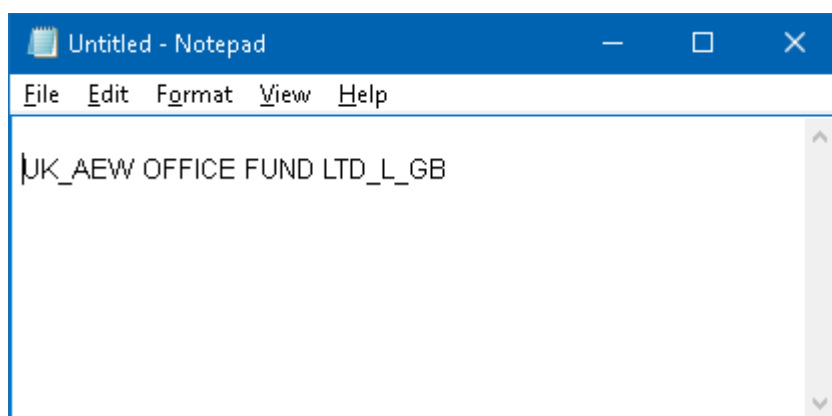 Untitled - Notepad
File Edit Format View Help
UK_AEW OFFICE FUND LTD_L_GB